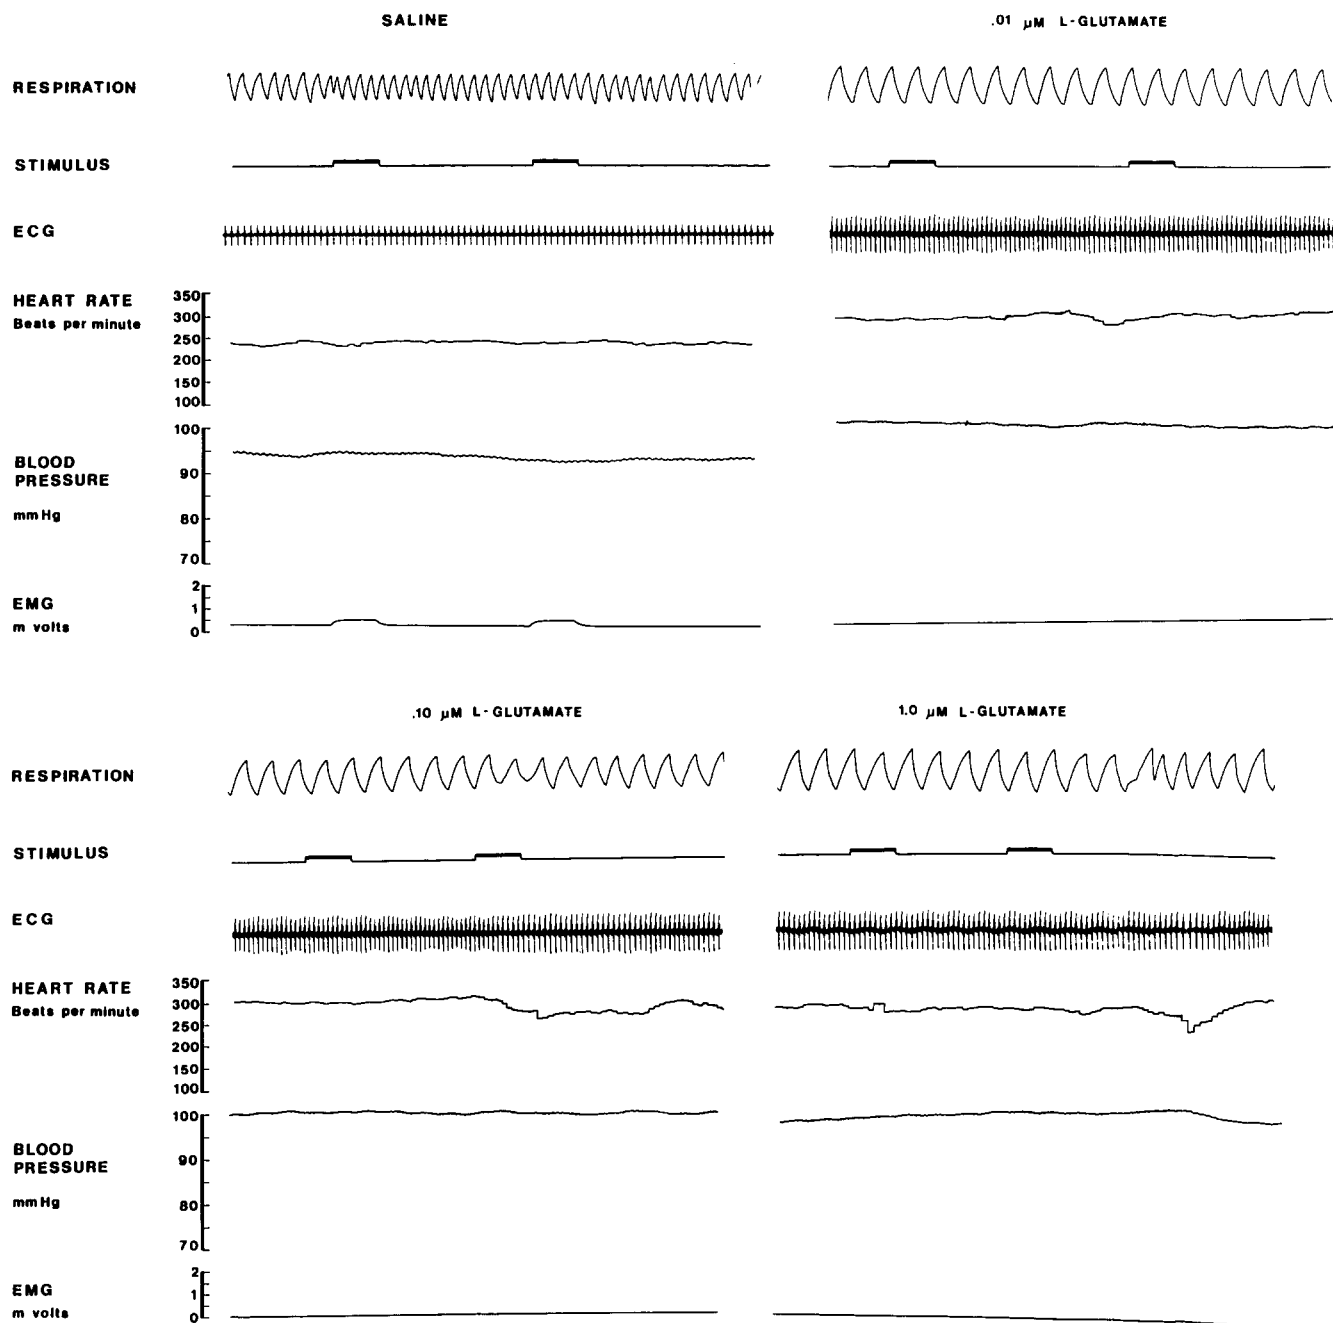 SALINE
.01 µM L-GLUTAMATE
RESPIRATION
STIMULUS
ECG
HEART RATE
Beats per minute
350
300
250
200
150
100
BLOOD
PRESSURE
mm Hg
100
90
80
70
EMG
m volts
2
1
0
.10 µM L-GLUTAMATE
1.0 µM L-GLUTAMATE
RESPIRATION
STIMULUS
ECG
HEART RATE
Beats per minute
350
300
250
200
150
100
BLOOD
PRESSURE
mm Hg
100
90
80
70
EMG
m volts
2
1
0